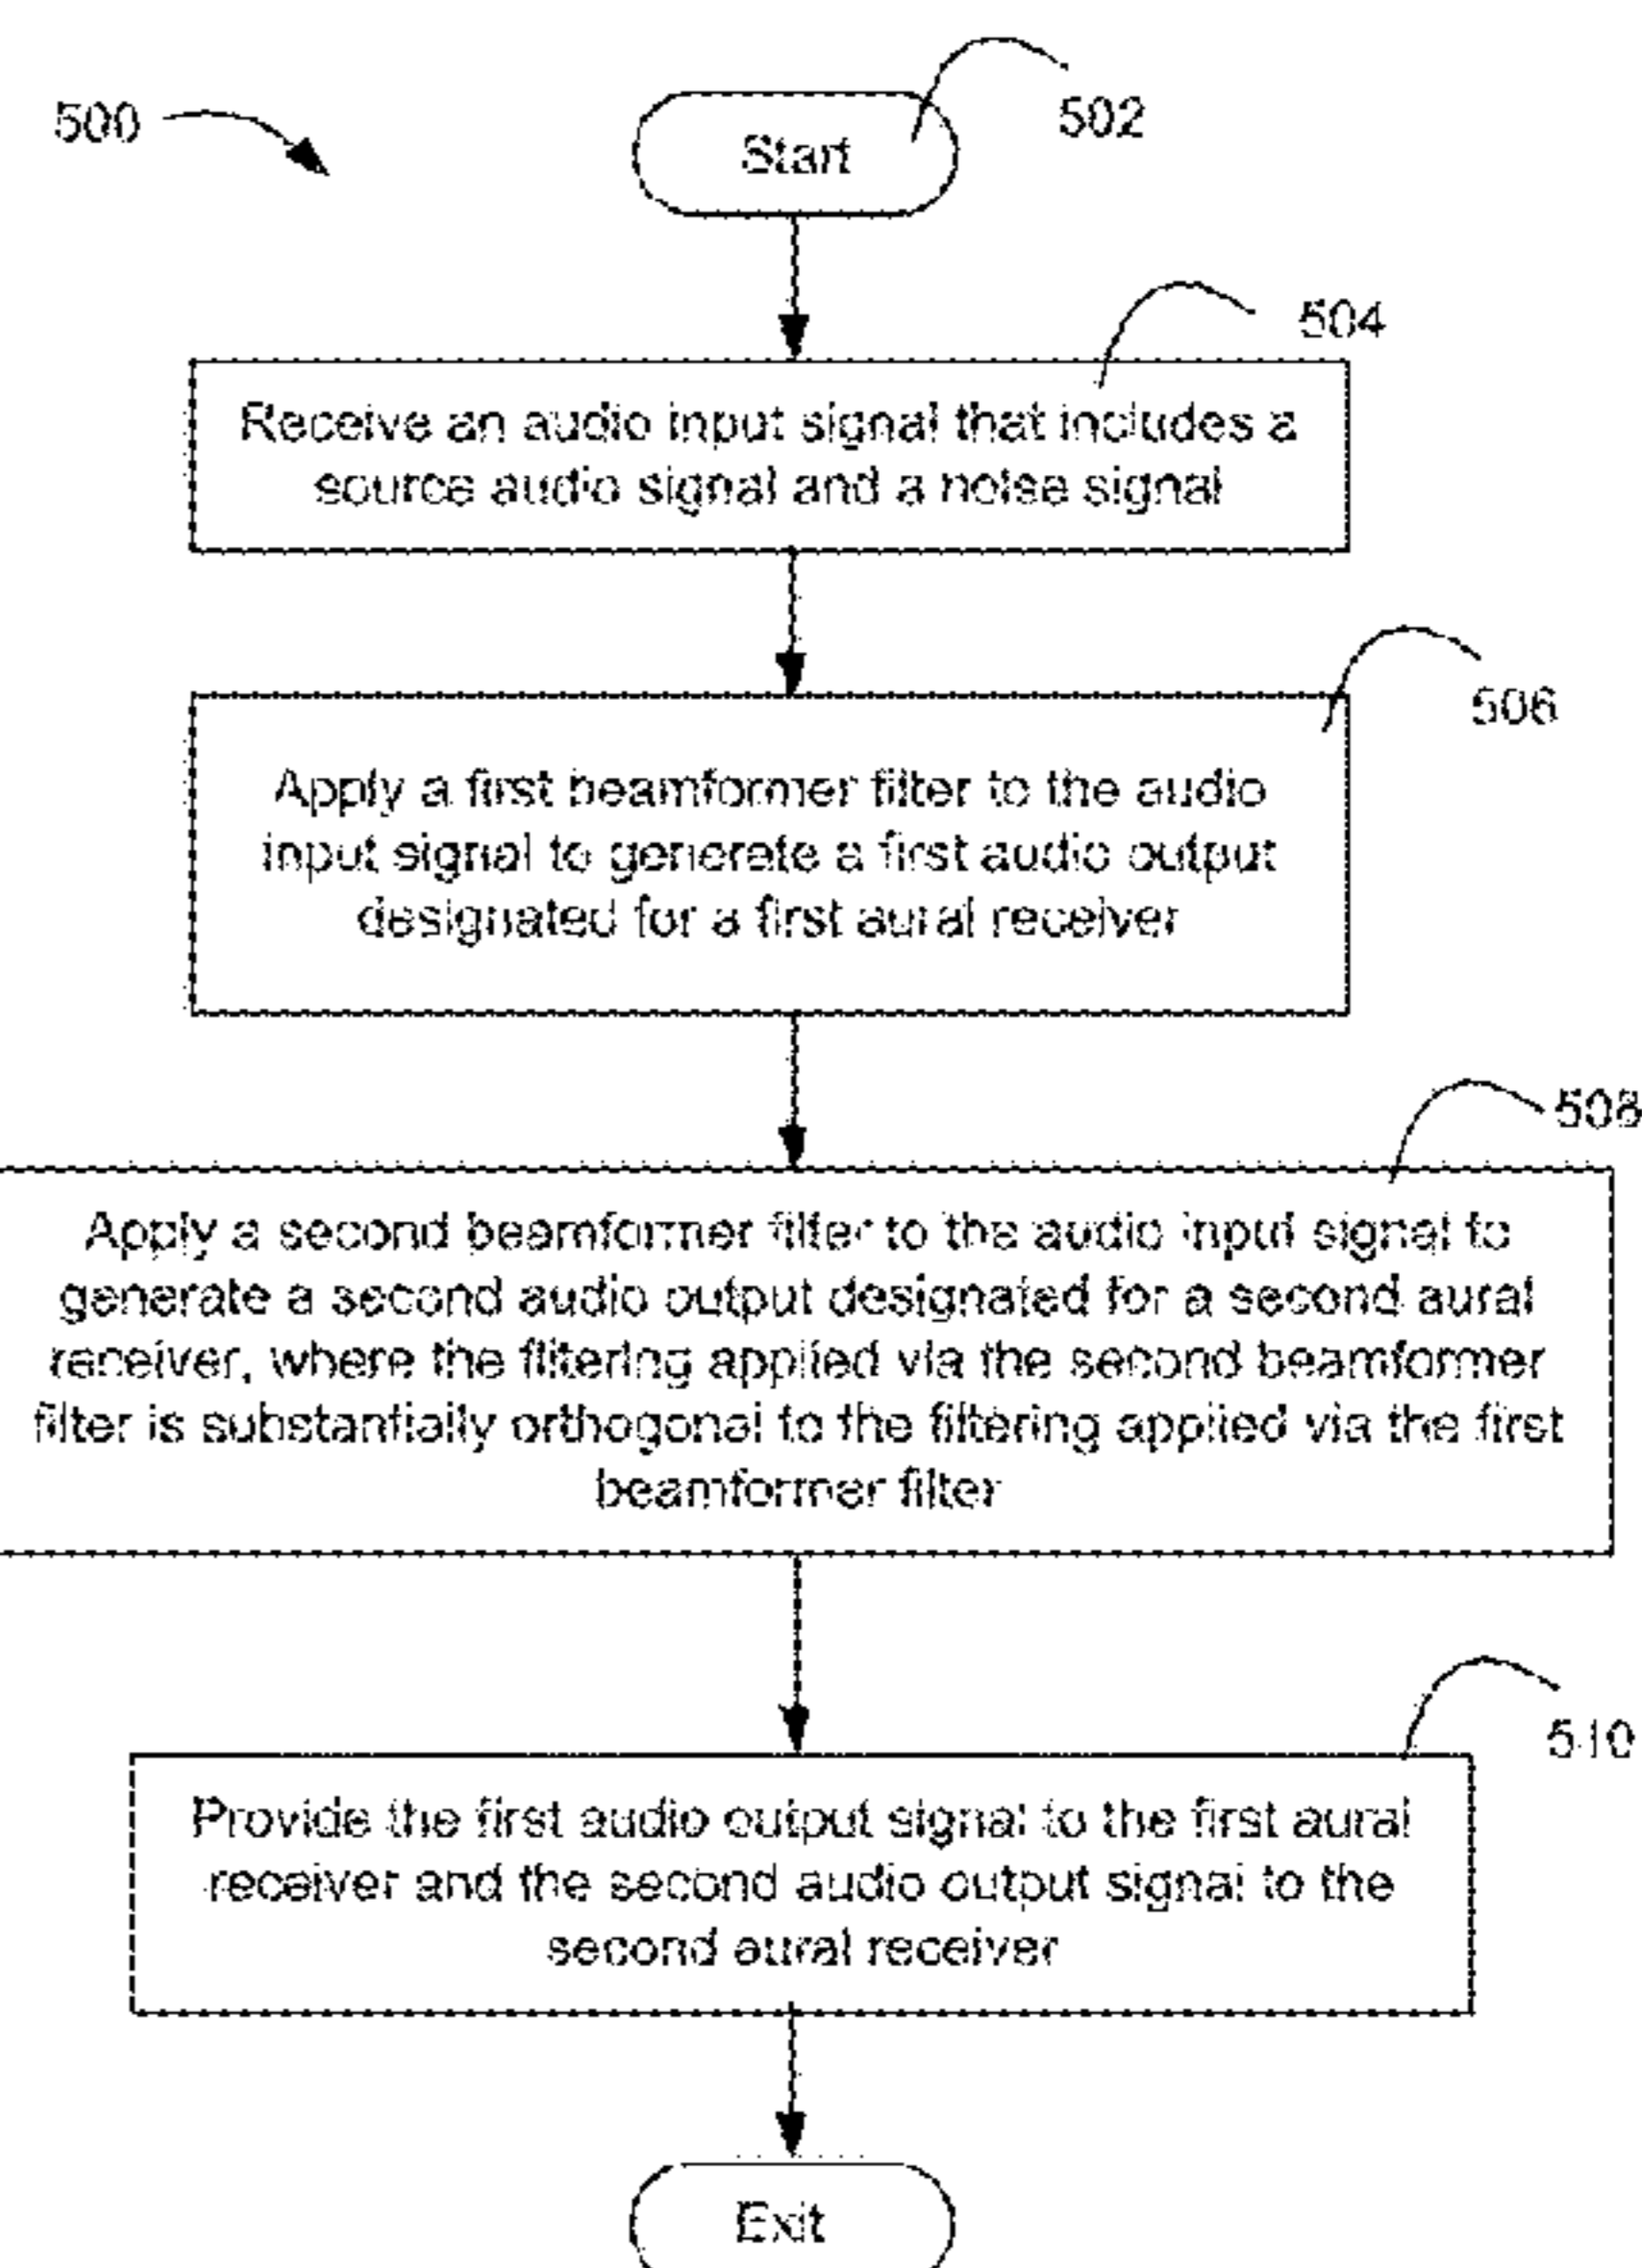 500
Start
502
504
Receive an audio input signal that includes a
source audio signal and a noise signal
506
Apply a first beamformer filter to the audio
input signal to generate a first audio output
designated for a first aural receiver
508
Apply a second beamformer filter to the audio input signal to
generate a second audio output designated for a second aural
receiver, where the filtering applied via the second beamformer
filter is substantially orthogonal to the filtering applied via the first
beamformer filter
510
Provide the first audio output signal to the first aural
receiver and the second audio output signal to the
second aural receiver
Exit